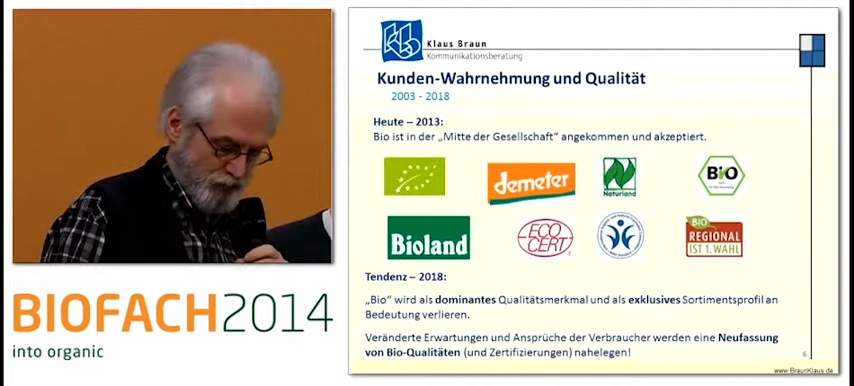 Klaus Braun
Kommunikationsberatung
Kunden-Wahrnehmung und Qualität
2003 - 2018
Heute – 2013:
Bio ist in der „Mitte der Gesellschaft" angekommen und akzeptiert.
demeter
Naturland
BiO
Bioland
ECO
CERT
BIO
REGIONAL
IST 1. WAHL
Tendenz – 2018:
„Bio" wird als dominantes Qualitätsmerkmal und als exklusives Sortimentsprofil an
Bedeutung verlieren.
Veränderte Erwartungen und Ansprüche der Verbraucher werden eine Neufassung
von Bio-Qualitäten (und Zertifizierungen) nahelegen!
6
www.BraunKlaus.de
BIOFACH2014
into organic